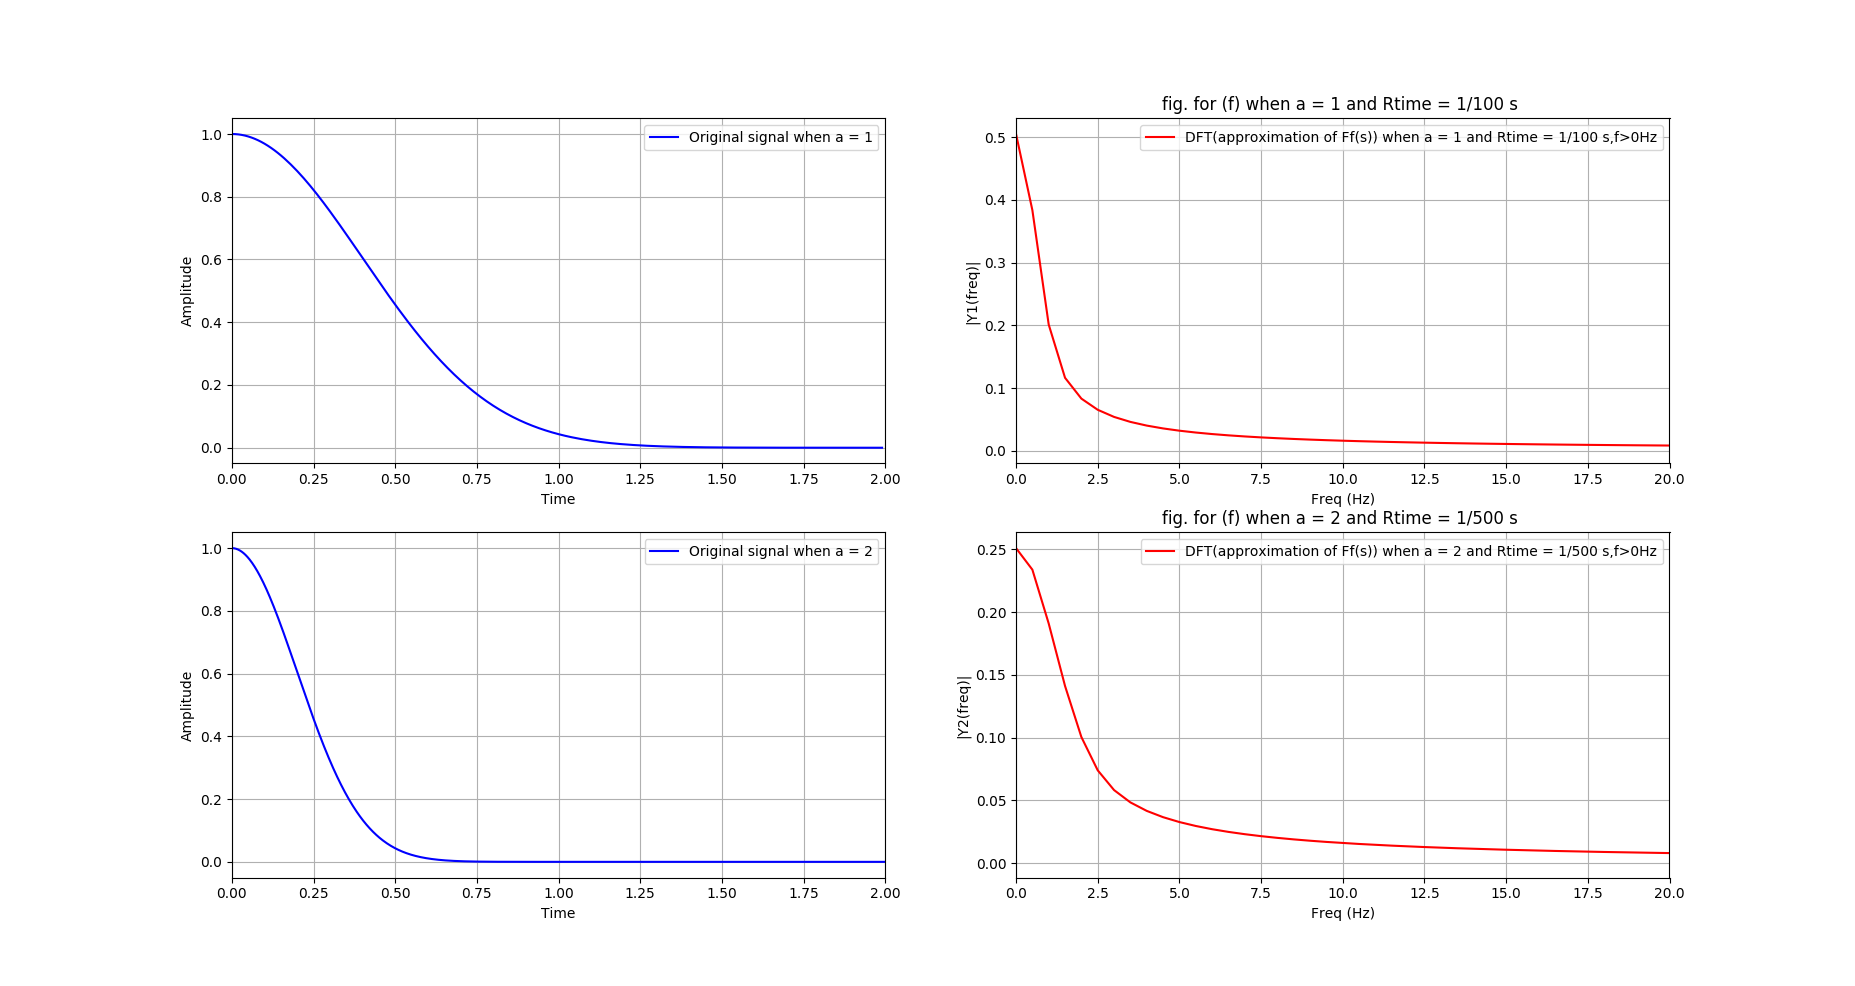 Original signal when a = 1
1.0
0.8
0.6
0.4
0.2
0.0
Amplitude
0.00 0.25 0.50 0.75 1.00 1.25 1.50 1.75 2.00
Time
fig. for (f) when a = 1 and Rtime = 1/100 s
DFT(approximation of Ff(s)) when a = 1 and Rtime = 1/100 s,f>0Hz
0.5
0.4
0.3
0.2
0.1
0.0
|Y1(freq)|
0.0 2.5 5.0 7.5 10.0 12.5 15.0 17.5 20.0
Freq (Hz)
Original signal when a = 2
1.0
0.8
0.6
0.4
0.2
0.0
Amplitude
0.00 0.25 0.50 0.75 1.00 1.25 1.50 1.75 2.00
Time
fig. for (f) when a = 2 and Rtime = 1/500 s
DFT(approximation of Ff(s)) when a = 2 and Rtime = 1/500 s,f>0Hz
0.25
0.20
0.15
0.10
0.05
0.00
|Y2(freq)|
0.0 2.5 5.0 7.5 10.0 12.5 15.0 17.5 20.0
Freq (Hz)